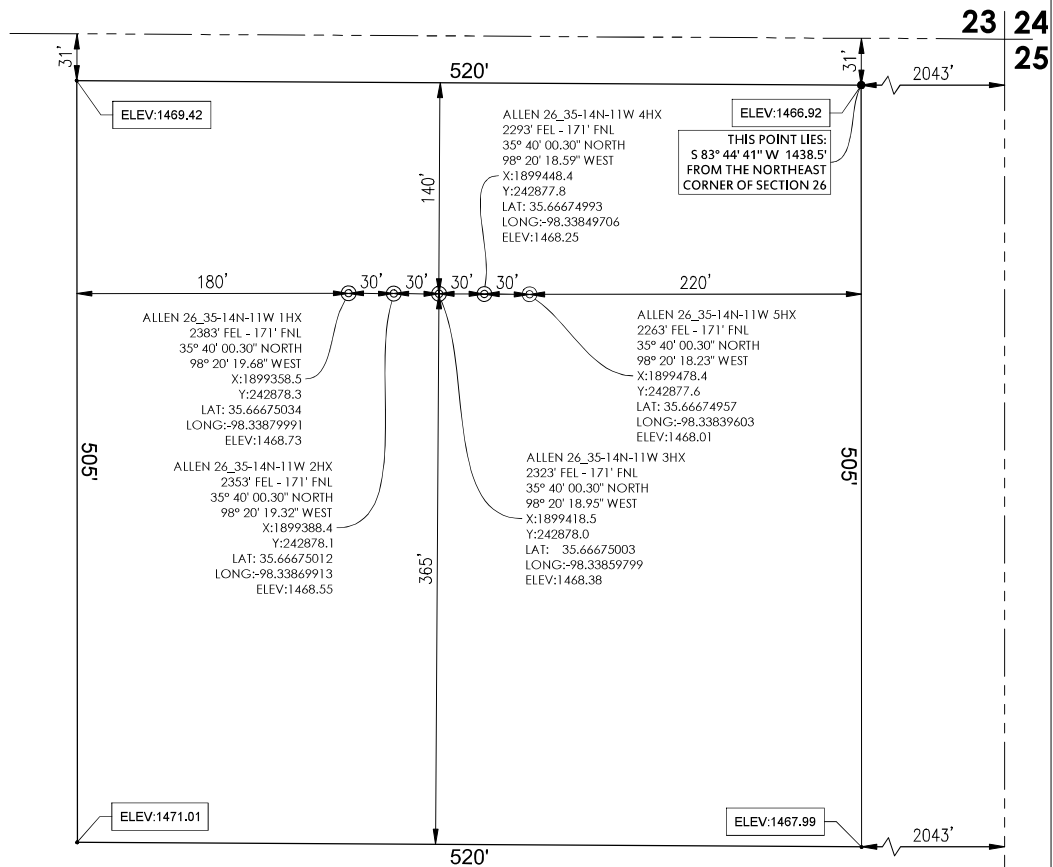 23 24
25
31'
31'
520'
2043'
ELEV:1469.42
ELEV:1466.92
THIS POINT LIES:
S 83° 44' 41" W 1438.5'
FROM THE NORTHEAST
CORNER OF SECTION 26
ALLEN 26_35-14N-11W 4HX
2293' FEL - 171' FNL
35° 40' 00.30" NORTH
98° 20' 18.59" WEST
X:1899448.4
Y:242877.8
LAT: 35.66674993
LONG:-98.33849706
ELEV:1468.25
140'
180'
30'
30'
30'
30'
220'
ALLEN 26_35-14N-11W 1HX
2383' FEL - 171' FNL
35° 40' 00.30" NORTH
98° 20' 19.68" WEST
X:1899358.5
Y:242878.3
LAT: 35.66675034
LONG:-98.33879991
ELEV:1468.73
ALLEN 26_35-14N-11W 5HX
2263' FEL - 171' FNL
35° 40' 00.30" NORTH
98° 20' 18.23" WEST
X:1899478.4
Y:242877.6
LAT: 35.66674957
LONG:-98.33839603
ELEV:1468.01
505'
505'
ALLEN 26_35-14N-11W 2HX
2353' FEL - 171' FNL
35° 40' 00.30" NORTH
98° 20' 19.32" WEST
X:1899388.4
Y:242878.1
LAT: 35.66675012
LONG:-98.33869913
ELEV:1468.55
ALLEN 26_35-14N-11W 3HX
2323' FEL - 171' FNL
35° 40' 00.30" NORTH
98° 20' 18.95" WEST
X:1899418.5
Y:242878.0
LAT: 35.66675003
LONG:-98.33859799
ELEV:1468.38
365'
ELEV:1471.01
ELEV:1467.99
2043'
520'